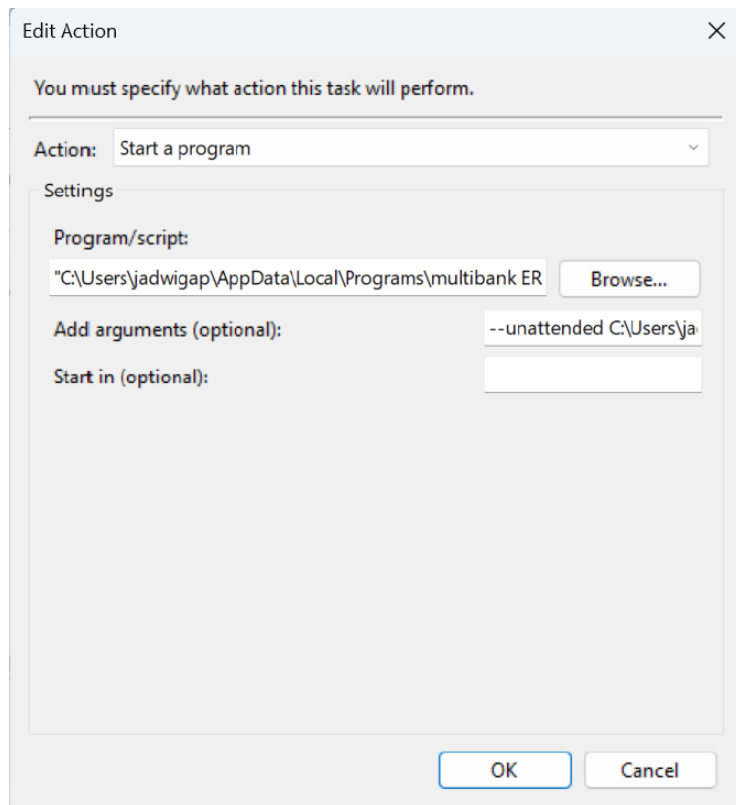 Edit Action
You must specify what action this task will perform.
Action: Start a program
Settings
Program/script:
"C:\Users\jadwigap\AppData\Local\Programs\multibank ER Browse...
Add arguments (optional): --unattended C:\Users\ja
Start in (optional):
OK Cancel